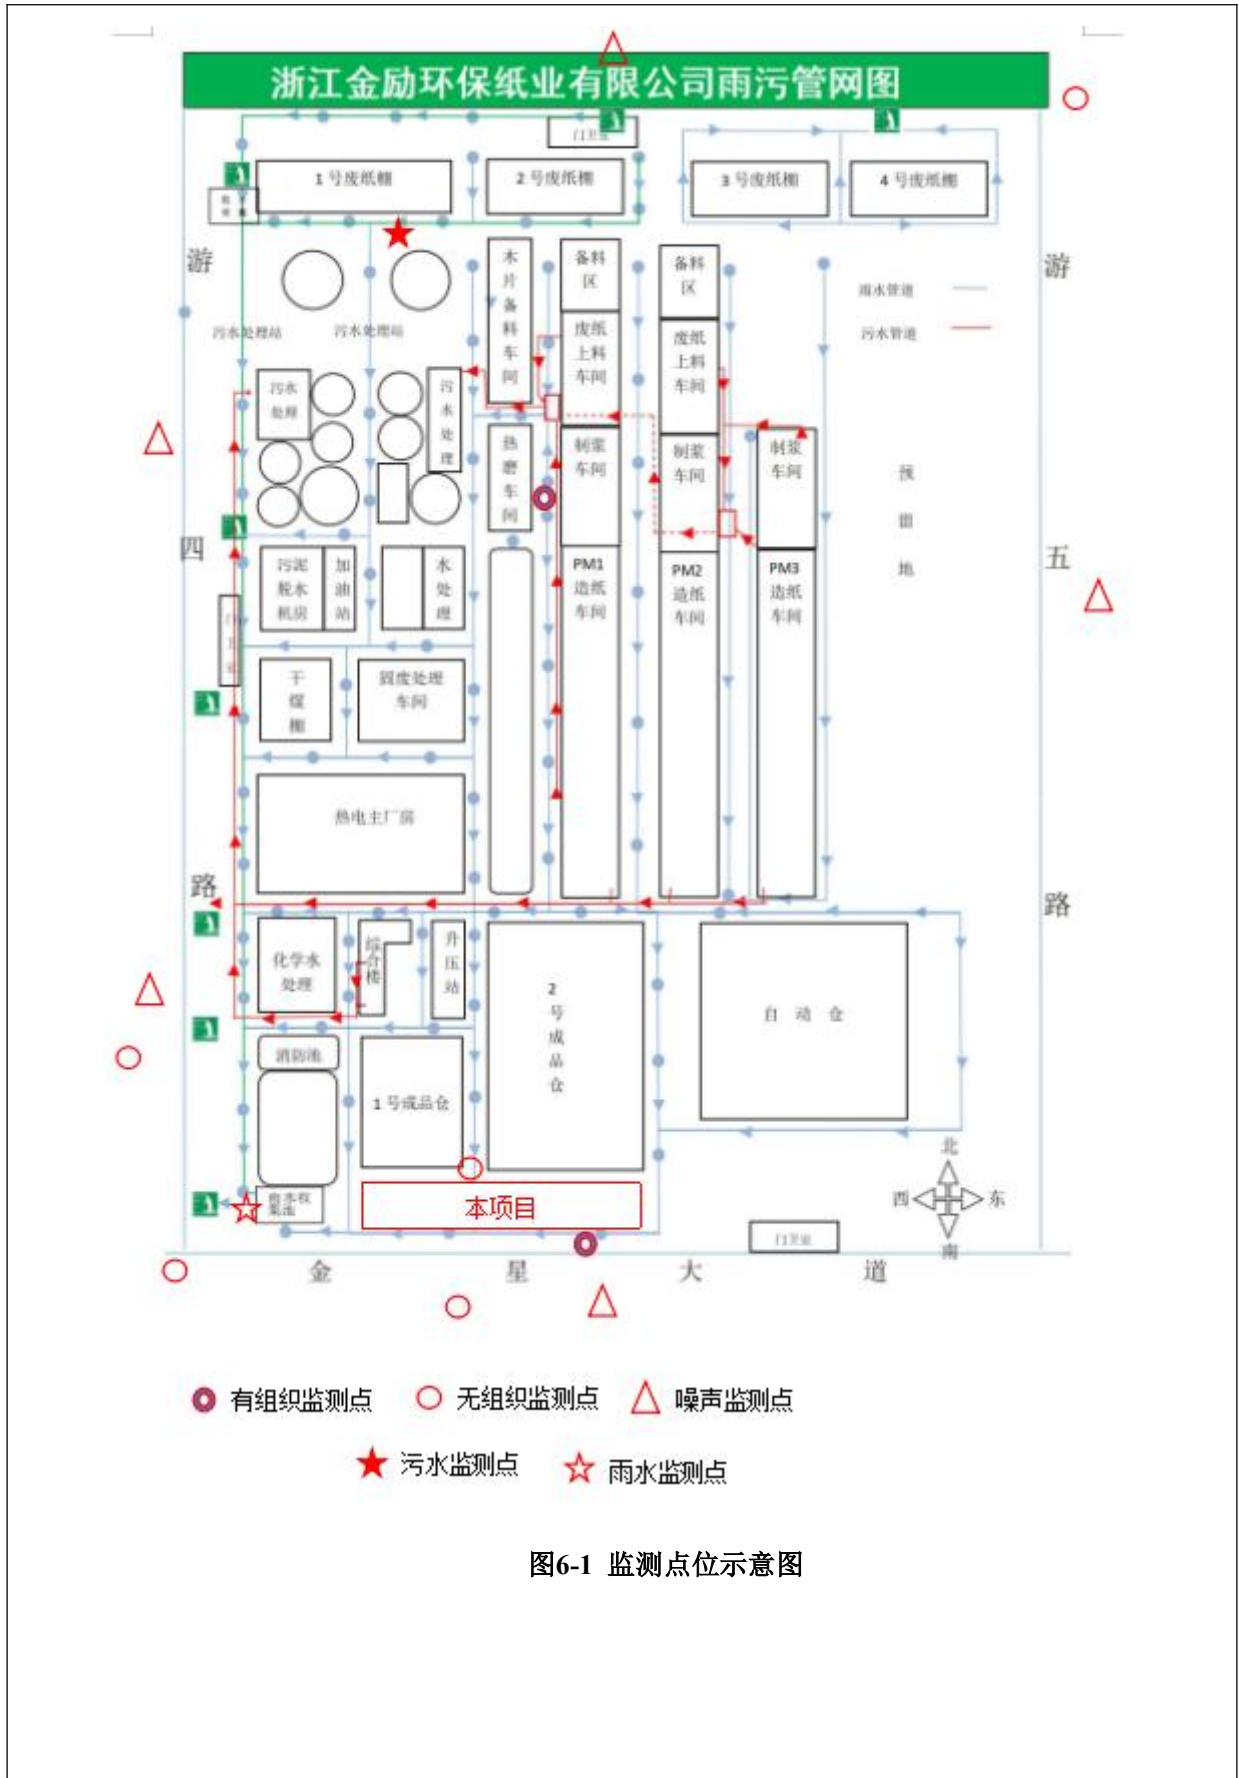 浙江金励环保纸业有限公司雨污管网图
门卫室
1号废纸棚
2号废纸棚
3号废纸棚
4号废纸棚
游
四
路
游
五
路
雨水管道
污水管道
污水处理站
污水处理站
木片备料车间
备料区
备料区
废纸上料车间
废纸上料车间
污水处理
污水处理
热磨车间
制浆车间
制浆车间
制浆车间
预留地
污泥脱水机房
加油站
水处理
PM1造纸车间
PM2造纸车间
PM3造纸车间
干煤棚
固废处理车间
热电主厂房
化学水处理
综合楼
升压站
2号成品仓
自动仓
消防池
1号成品仓
本项目
门卫室
北
西
东
南
金星大道
有组织监测点
无组织监测点
噪声监测点
污水监测点
雨水监测点
图6-1 监测点位示意图